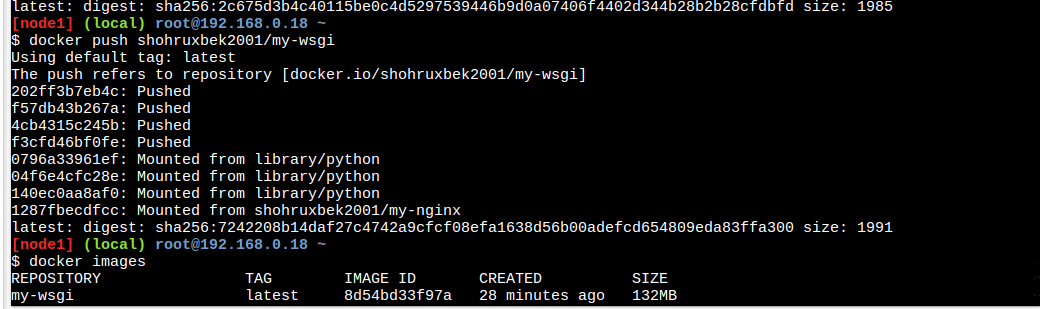 latest: digest: sha256:2c675d3b4c40115be0c4d5297539446b9d0a07406f4402d344b28b2b28cfdbfd size: 1985
[node1] (local) root@192.168.0.18 ~
$ docker push shohruxbek2001/my-wsgi
Using default tag: latest
The push refers to repository [docker.io/shohruxbek2001/my-wsgi]
202ff3b7eb4c: Pushed
f57db43b267a: Pushed
4cb4315c245b: Pushed
f3cfd46bf0fe: Pushed
0796a33961ef: Mounted from library/python
04f6e4cfc28e: Mounted from library/python
140ec0aa8af0: Mounted from library/python
1287fbecdfcc: Mounted from shohruxbek2001/my-nginx
latest: digest: sha256:7242208b14daf27c4742a9cfcf08efa1638d56b00adefcd654809eda83ffa300 size: 1991
[node1] (local) root@192.168.0.18 ~
$ docker images
REPOSITORY TAG IMAGE ID CREATED SIZE
my-wsgi latest 8d54bd33f97a 28 minutes ago 132MB